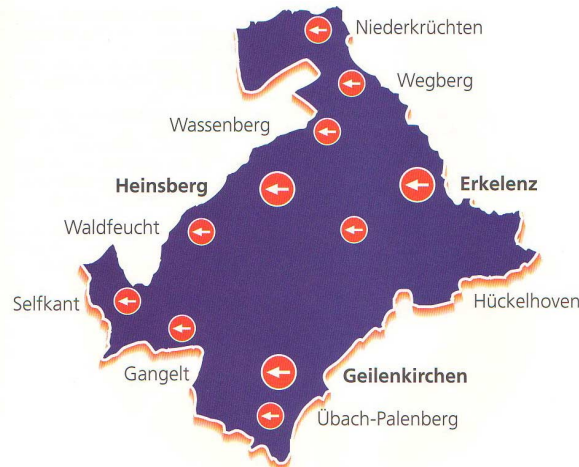 Niederkrüchten
Wegberg
Wassenberg
Heinsberg
Erkelenz
Waldfeucht
Selfkant
Hückelhoven
Gangelt
Geilenkirchen
Übach-Palenberg